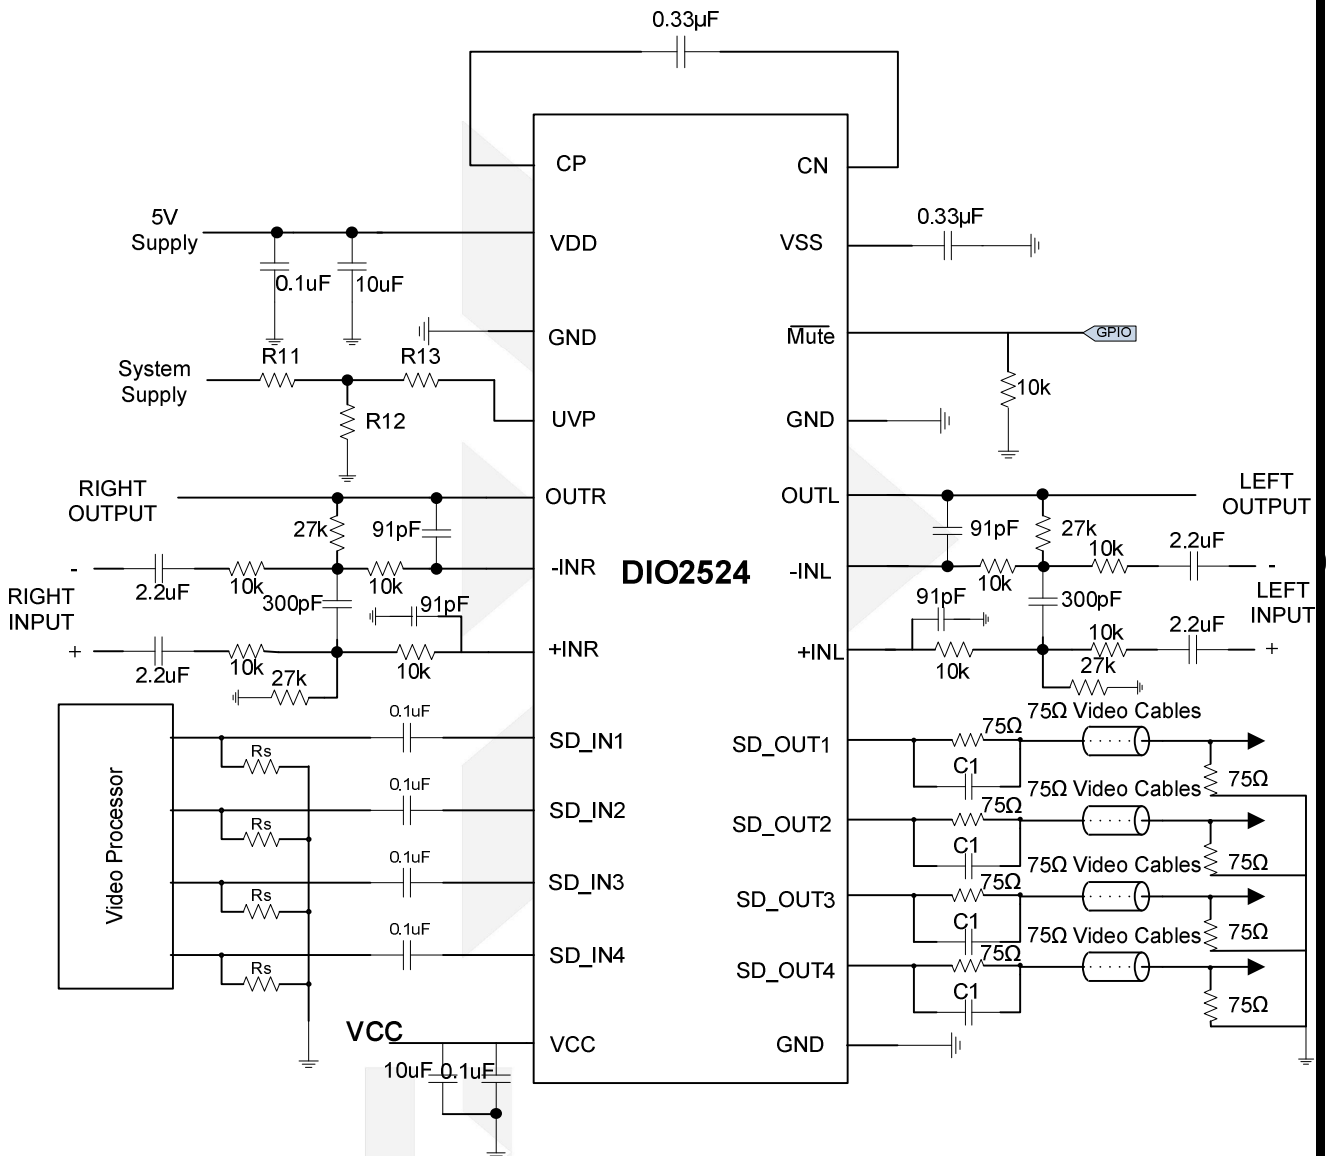 0.33µF
CP
CN
5V
Supply
VDD
0.1uF
10uF
VSS
0.33µF
GND
Mute
GPIO
10k
System
Supply
R11
R13
R12
UVP
GND
RIGHT
OUTPUT
OUTR
27k
91pF
-
2.2uF
10k
10k
-INR
RIGHT
INPUT
300pF
91pF
+
2.2uF
10k
10k
+INR
27k
DIO2524
OUTL
LEFT
OUTPUT
91pF
27k
-INL
10k
10k
2.2uF
-
LEFT
INPUT
91pF
300pF
+INL
10k
10k
2.2uF
+
27k
Video Processor
Rs
0.1uF
SD_IN1
Rs
0.1uF
SD_IN2
Rs
0.1uF
SD_IN3
Rs
0.1uF
SD_IN4
SD_OUT1
75Ω
C1
75Ω Video Cables
75Ω
SD_OUT2
75Ω
C1
75Ω Video Cables
75Ω
SD_OUT3
75Ω
C1
75Ω Video Cables
75Ω
SD_OUT4
75Ω
C1
75Ω Video Cables
75Ω
VCC
VCC
10uF
0.1uF
GND